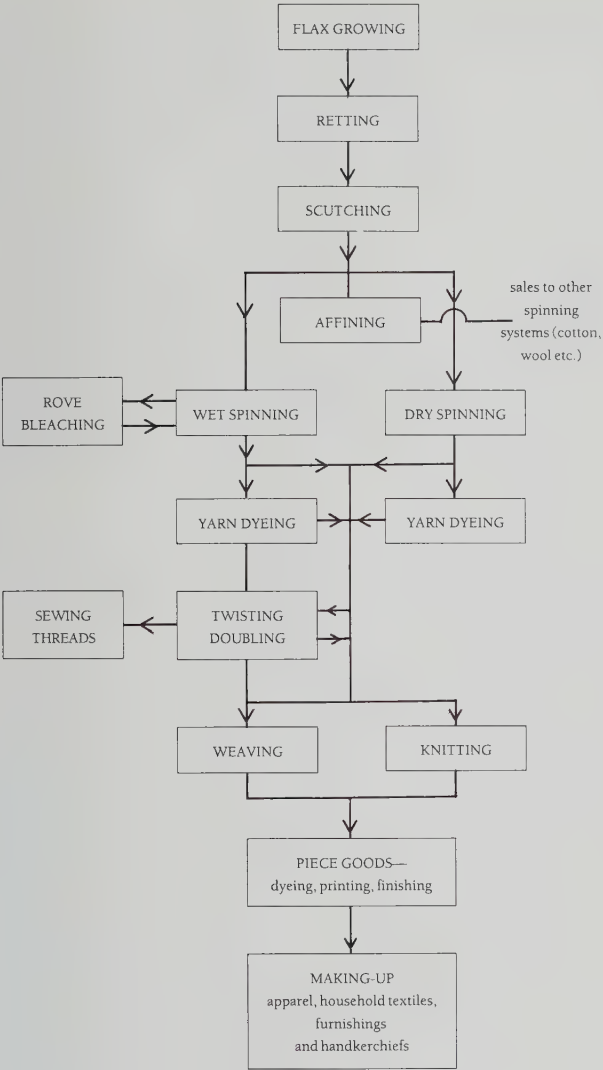 FLAX GROWING
RETTING
SCUTCHING
AFFINING
sales to other
spinning
systems (cotton,
wool etc.)
ROVE
BLEACHING
WET SPINNING
DRY SPINNING
YARN DYEING
YARN DYEING
SEWING
THREADS
TWISTING
DOUBLING
WEAVING
KNITTING
PIECE GOODS—
dyeing, printing, finishing
MAKING-UP
apparel, household textiles,
furnishings
and handkerchiefs